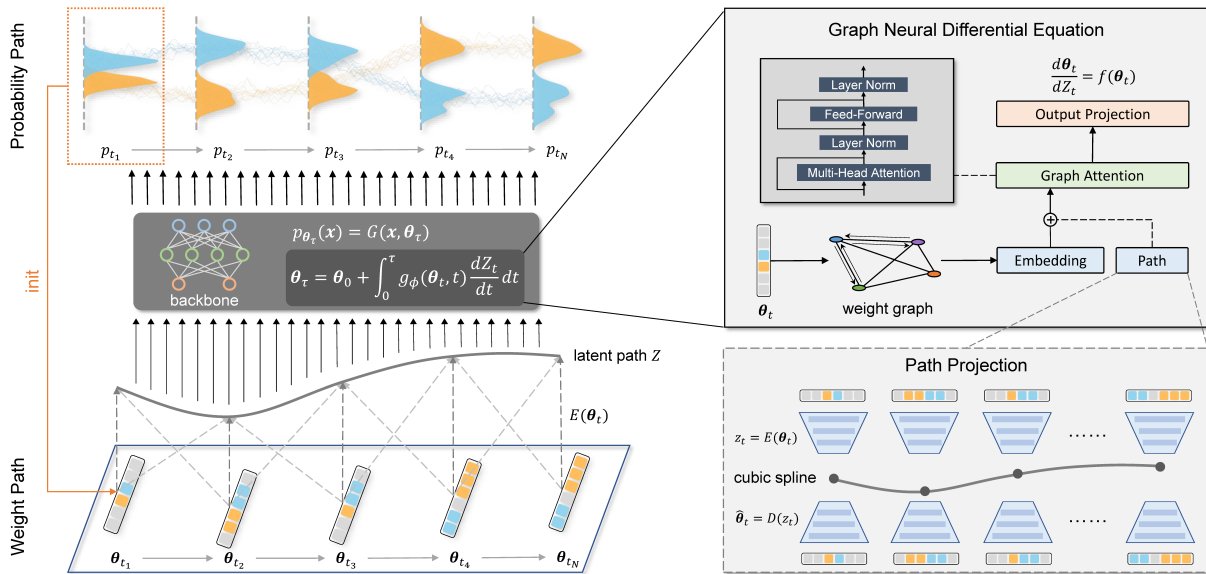 Probability Path
init
Weight Path
p_{t_1}
p_{t_2}
p_{t_3}
p_{t_4}
p_{t_N}
backbone
p_{θ_τ}(x) = G(x, θ_τ)
θ_τ = θ_0 + ∫_0^τ g_ϕ(θ_t, t) \frac{dZ_t}{dt} dt
latent path Z
E(θ_t)
θ_{t_1}
θ_{t_2}
θ_{t_3}
θ_{t_4}
θ_{t_N}
Graph Neural Differential Equation
Layer Norm
Feed-Forward
Layer Norm
Multi-Head Attention
\frac{dθ_t}{dZ_t} = f(θ_t)
Output Projection
Graph Attention
+
Embedding
Path
θ_t
weight graph
Path Projection
z_t = E(θ_t)
......
cubic spline
\hat{θ}_t = D(z_t)
......